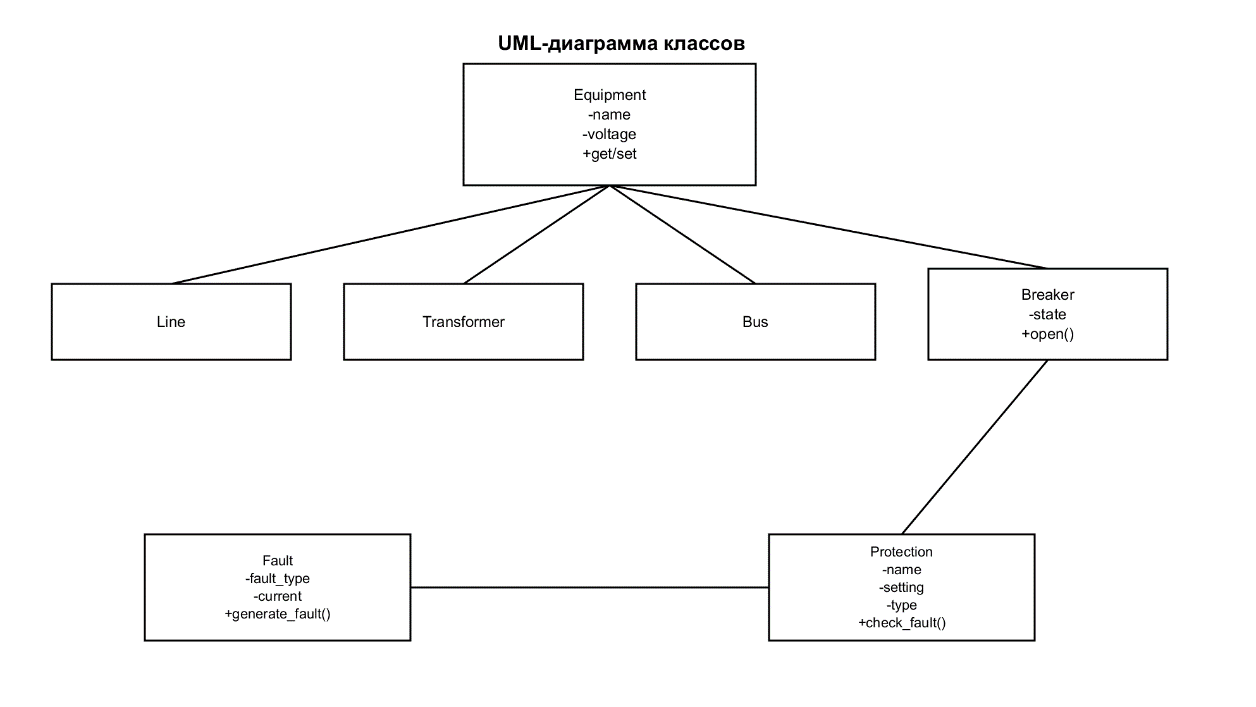 UML-диаграмма классов
Equipment
-name
-voltage
+get/set
Line
Transformer
Bus
Breaker
-state
+open()
Fault
-fault_type
-current
+generate_fault()
Protection
-name
-setting
-type
+check_fault()